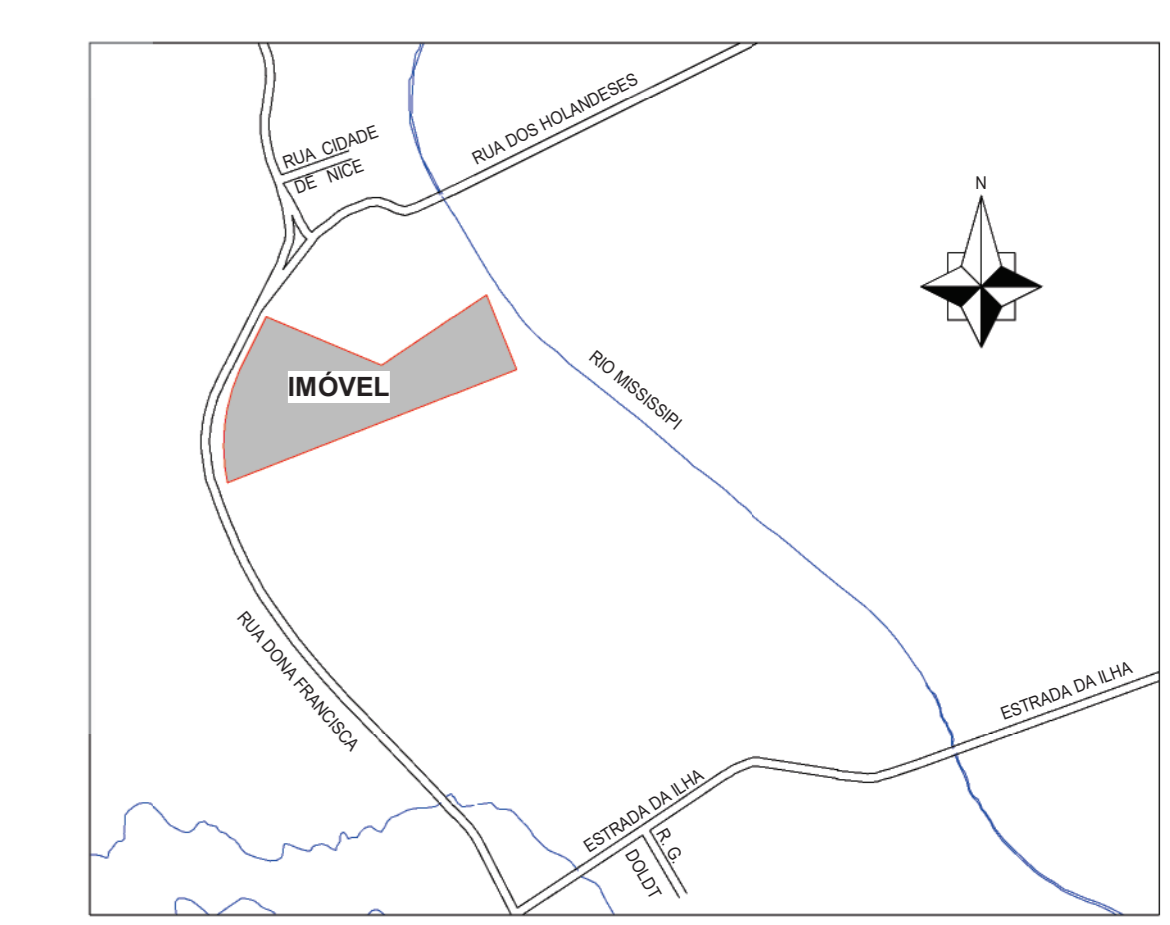 RUA CIDADE
DE NICE
RUA DOS HOLANDESES
N
IMÓVEL
RIO MISSISSIPI
RUA DONA FRANCISCA
ESTRADA DA ILHA
ESTRADA DA ILHA
R. G.
DOLDT